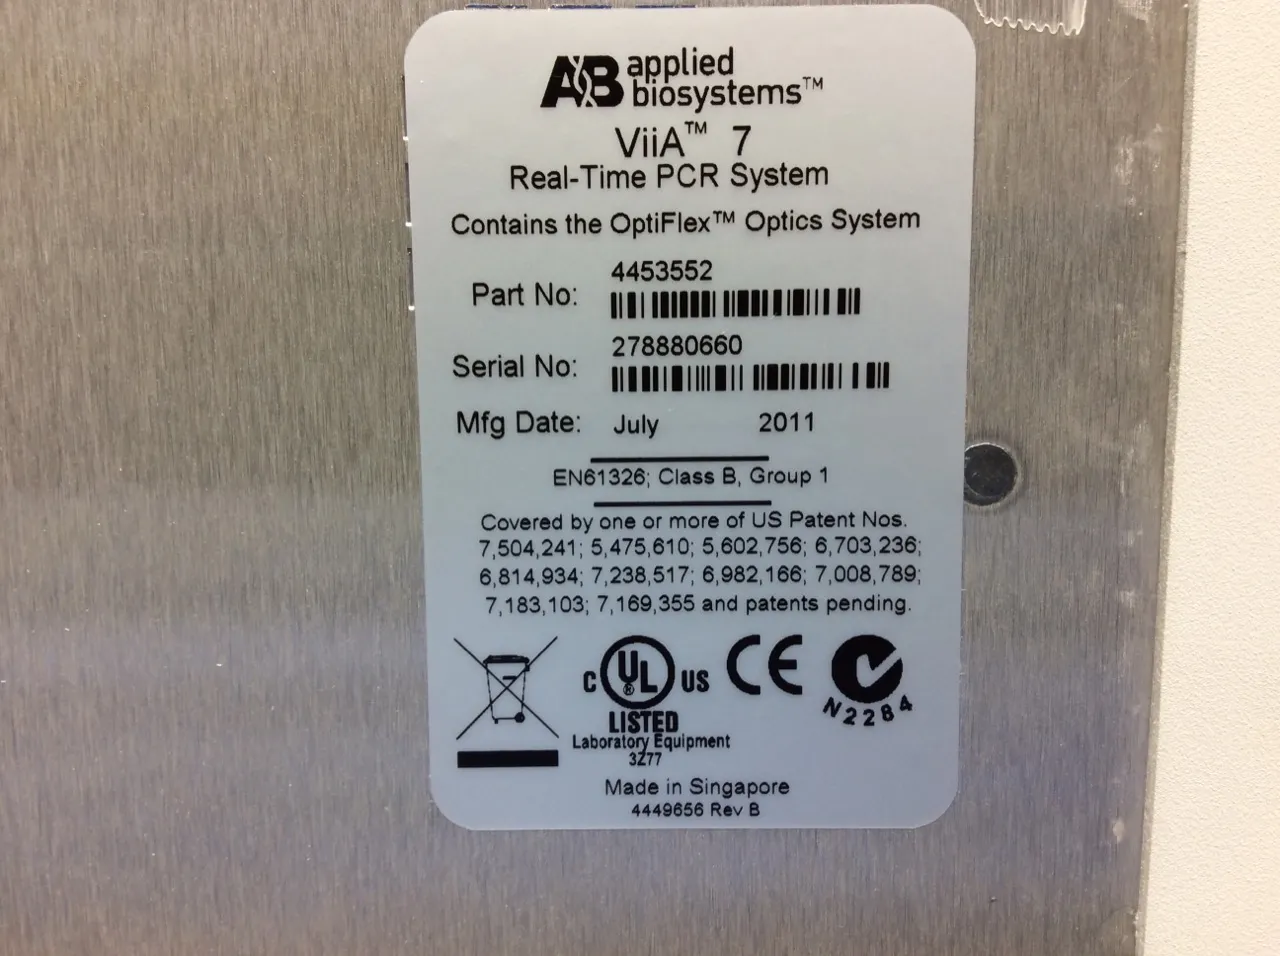 applied
biosystems™
ViiA™ 7
Real-Time PCR System
Contains the OptiFlex™ Optics System
4453552
Part No:
278880660
Serial No:
Mfg Date: July 2011
EN61326; Class B, Group 1
Covered by one or more of US Patent Nos.
7,504,241; 5,475,610; 5,602,756; 6,703,236;
6,814,934; 7,238,517; 6,982,166; 7,008,789;
7,183,103; 7,169,355 and patents pending.
C UL® US
CE
LISTED
N2284
Laboratory Equipment
3Z77
Made in Singapore
4449656 Rev B